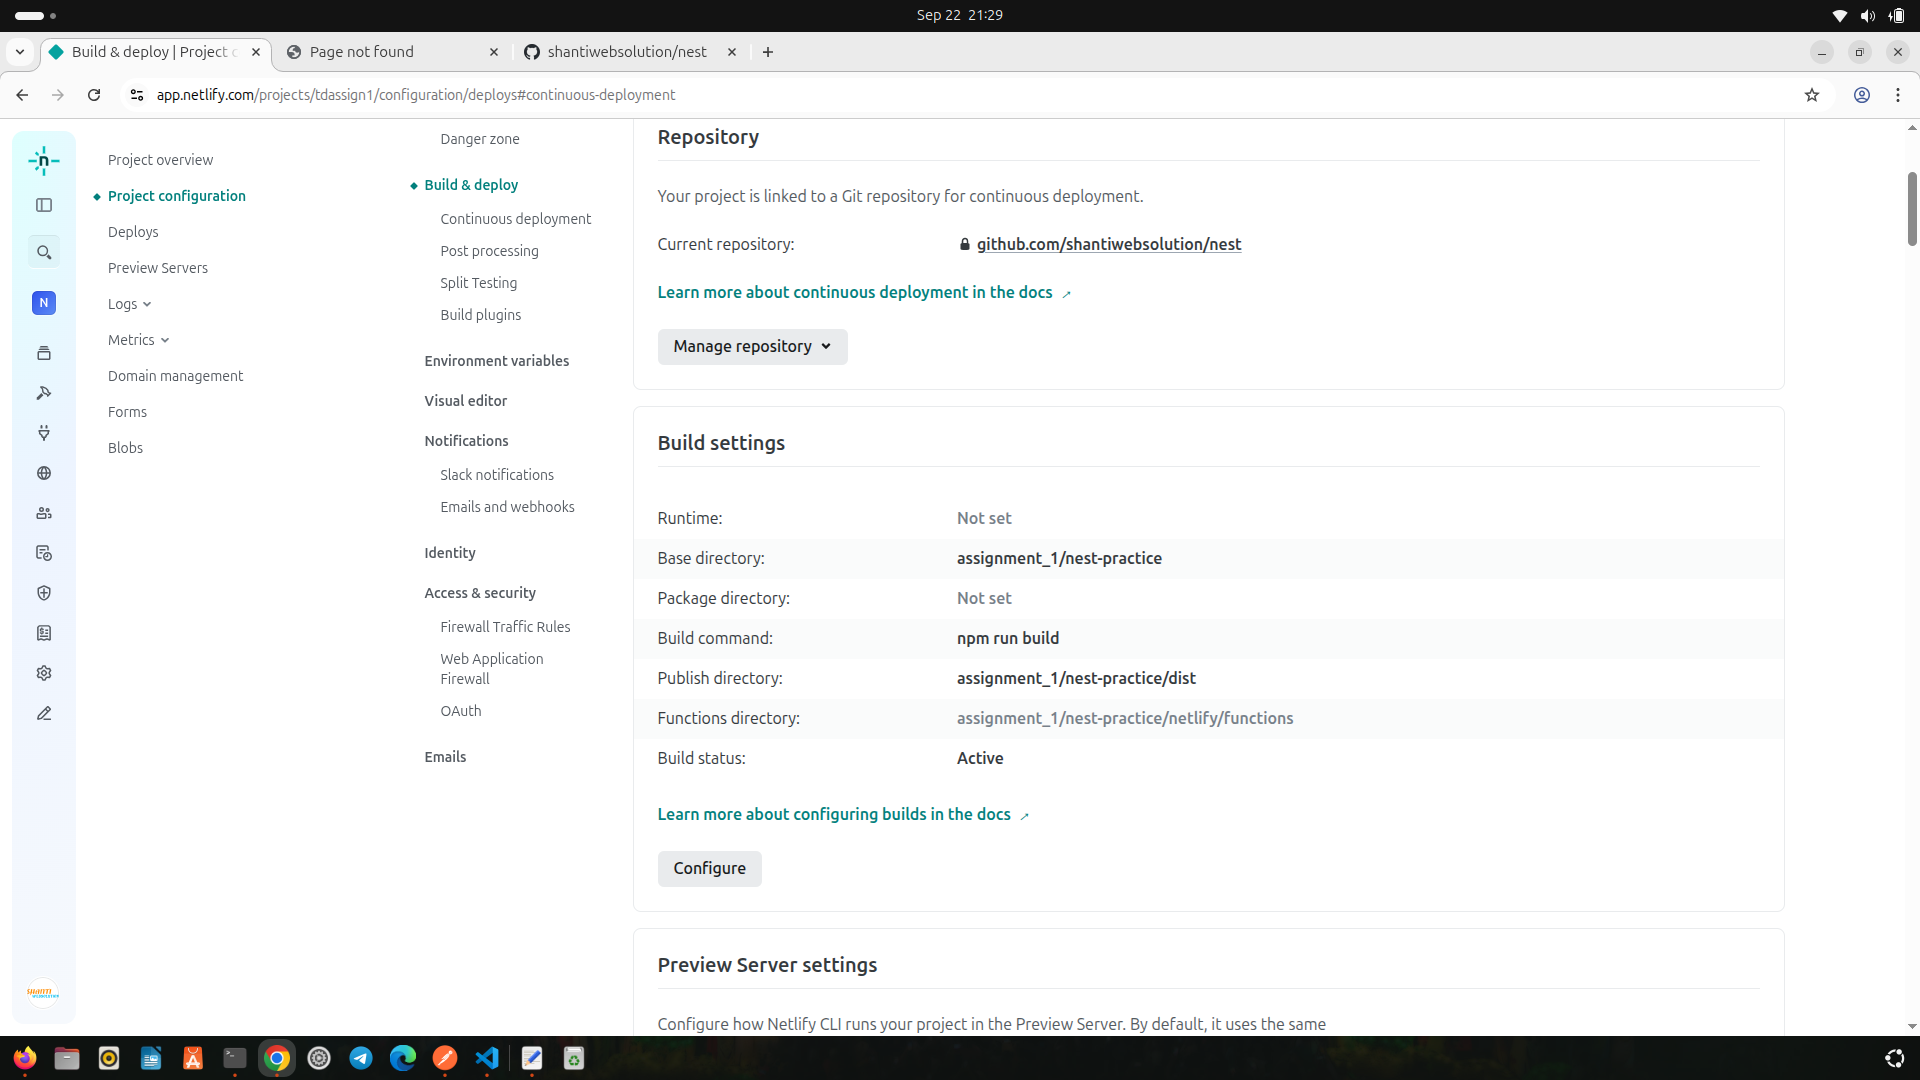 Sep 22 21:29
Build & deploy | Project c
Page not found
shantiwebsolution/nest
app.netlify.com/projects/tdassign1/configuration/deploys#continuous-deployment
n
N
Project overview
Project configuration
Deploys
Preview Servers
Logs
Metrics
Domain management
Forms
Blobs
Danger zone
Build & deploy
Continuous deployment
Post processing
Split Testing
Build plugins
Environment variables
Visual editor
Notifications
Slack notifications
Emails and webhooks
Identity
Access & security
Firewall Traffic Rules
Web Application
Firewall
OAuth
Emails
Repository
Your project is linked to a Git repository for continuous deployment.
Current repository: github.com/shantiwebsolution/nest
Learn more about continuous deployment in the docs
Manage repository
Build settings
Runtime: Not set
Base directory: assignment_1/nest-practice
Package directory: Not set
Build command: npm run build
Publish directory: assignment_1/nest-practice/dist
Functions directory: assignment_1/nest-practice/netlify/functions
Build status: Active
Learn more about configuring builds in the docs
Configure
Preview Server settings
Configure how Netlify CLI runs your project in the Preview Server. By default, it uses the same